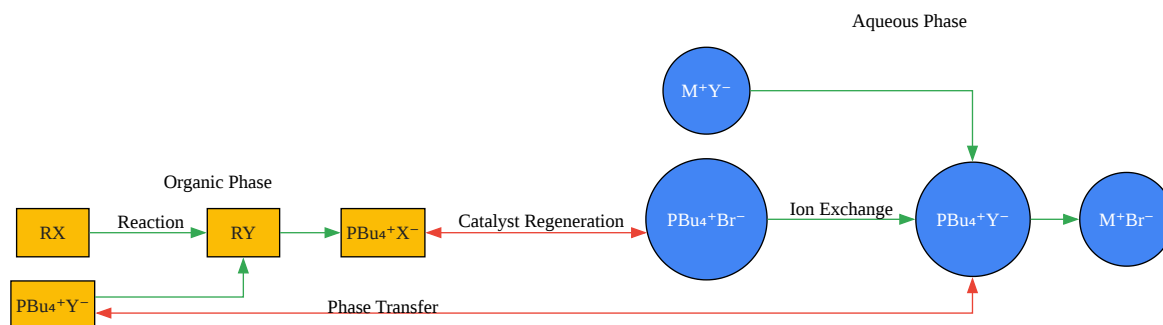 Aqueous Phase
M⁺Y⁻
Organic Phase
RX
Reaction
RY
PBu₄⁺X⁻
Catalyst Regeneration
PBu₄⁺Br⁻
Ion Exchange
PBu₄⁺Y⁻
M⁺Br⁻
PBu₄⁺Y⁻
Phase Transfer